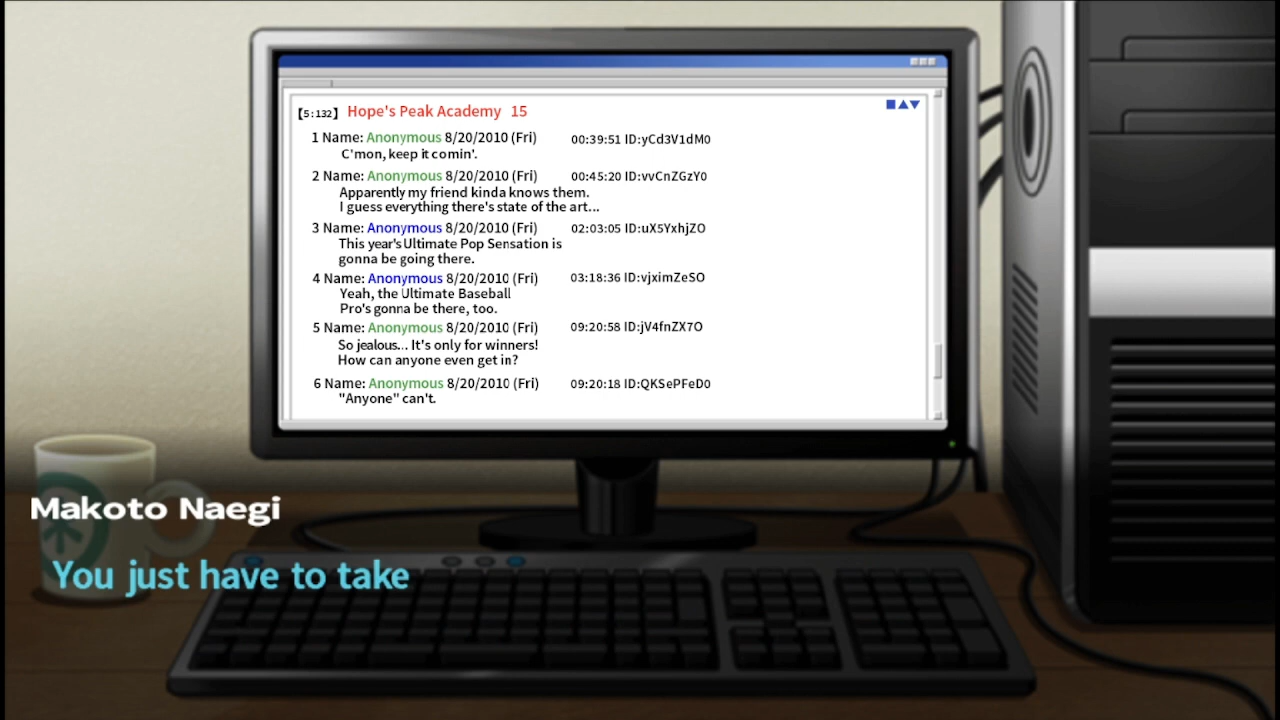 【5:132】 Hope's Peak Academy 15
1 Name: Anonymous 8/20/2010 (Fri) 00:39:51 ID:yCd3V1dM0
C'mon, keep it comin'.
2 Name: Anonymous 8/20/2010 (Fri) 00:45:20 ID:vvCnZGzY0
Apparently my friend kinda knows them.
I guess everything there's state of the art...
3 Name: Anonymous 8/20/2010 (Fri) 02:03:05 ID:uX5YxhjZO
This year's Ultimate Pop Sensation is
gonna be going there.
4 Name: Anonymous 8/20/2010 (Fri) 03:18:36 ID:vjximZeSO
Yeah, the Ultimate Baseball
Pro's gonna be there, too.
5 Name: Anonymous 8/20/2010 (Fri) 09:20:58 ID:jV4fnZX7O
So jealous... It's only for winners!
How can anyone even get in?
6 Name: Anonymous 8/20/2010 (Fri) 09:20:18 ID:QKSePFeD0
"Anyone" can't.
Makoto Naegi
You just have to take